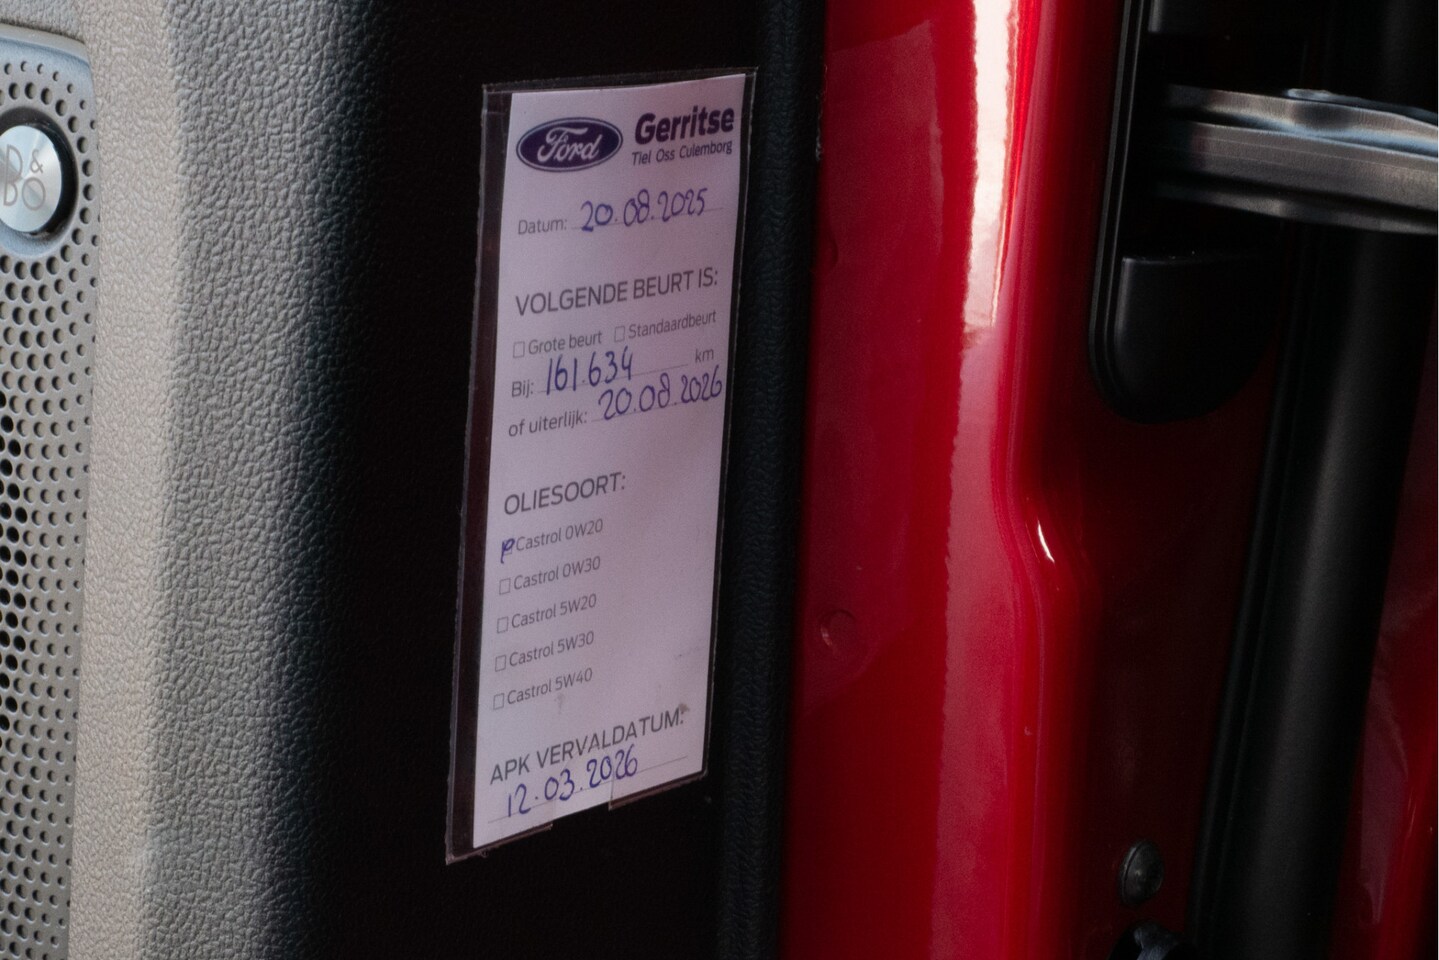 B&O
Ford
Gerritse
Tiel Oss Culemborg
Datum: 20.08.2025
VOLGENDE BEURT IS:
☐ Grote beurt ☐ Standaardbeurt
Bij: 161.634 km
of uiterlijk: 20.08.2026
OLIESOORT:
☑ Castrol 0W20
☐ Castrol 0W30
☐ Castrol 5W20
☐ Castrol 5W30
☐ Castrol 5W40
APK VERVALDATUM:
12.03.2026